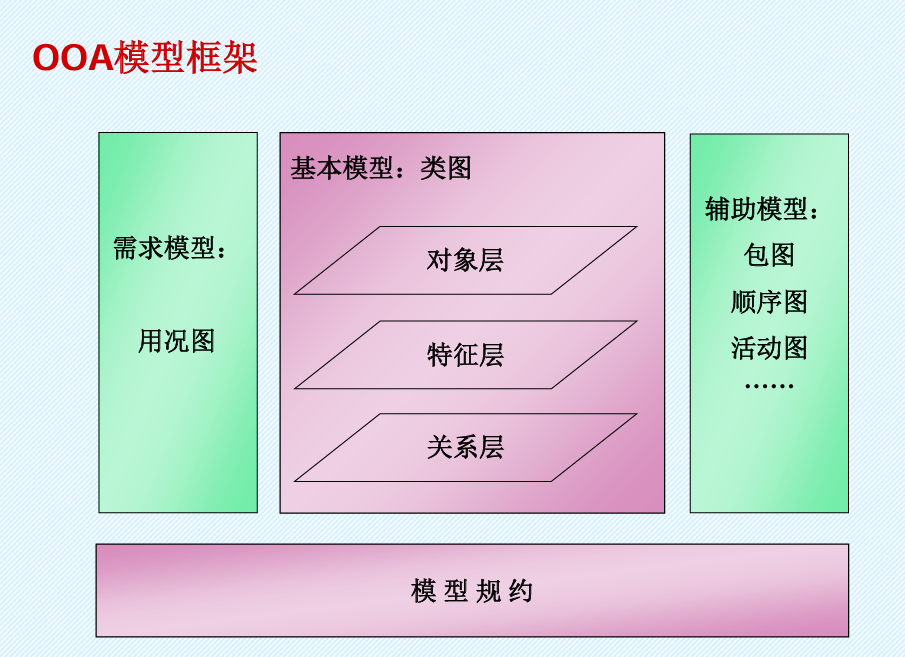 OOA模型框架
需求模型：
用况图
基本模型：类图
对象层
特征层
关系层
辅助模型：
包图
顺序图
活动图
……
模型规约